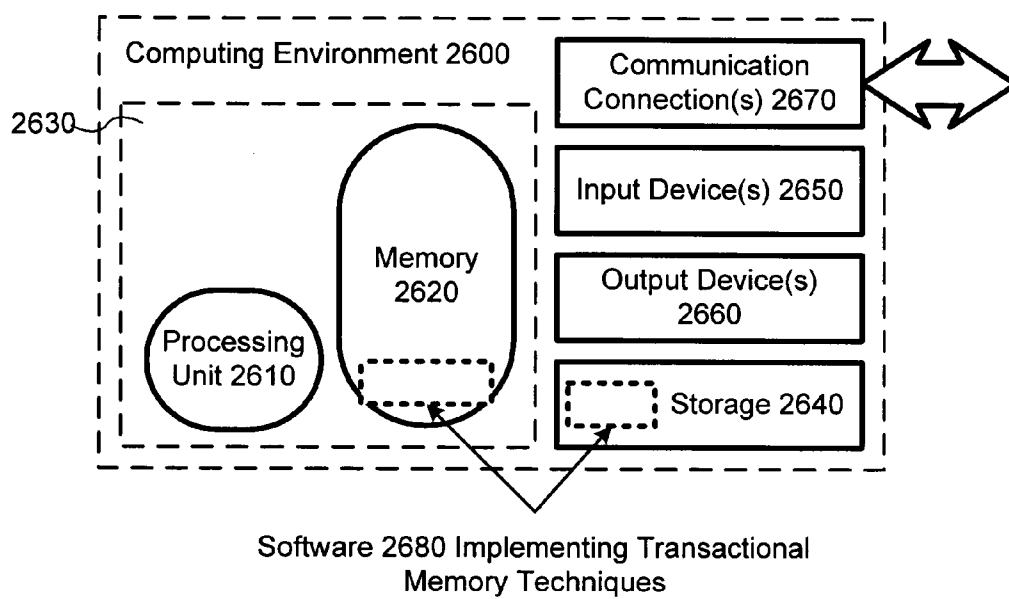 Computing Environment 2600
2630
Communication
Connection(s) 2670
Input Device(s) 2650
Memory
2620
Output Device(s)
2660
Processing
Unit 2610
Storage 2640
Software 2680 Implementing Transactional
Memory Techniques